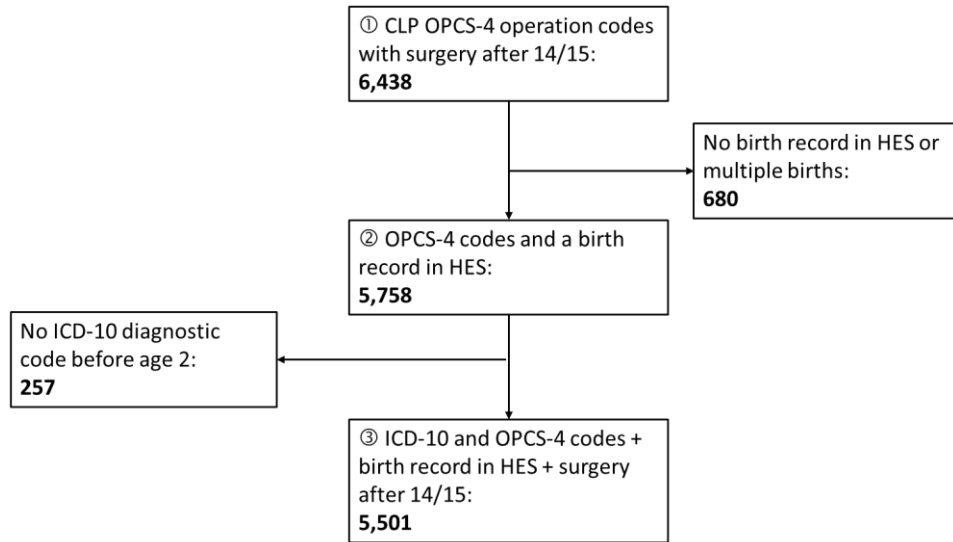 ① CLP OPCS-4 operation codes
with surgery after 14/15:
6,438
No birth record in HES or
multiple births:
680
② OPCS-4 codes and a birth
record in HES:
5,758
No ICD-10 diagnostic
code before age 2:
257
③ ICD-10 and OPCS-4 codes +
birth record in HES + surgery
after 14/15:
5,501